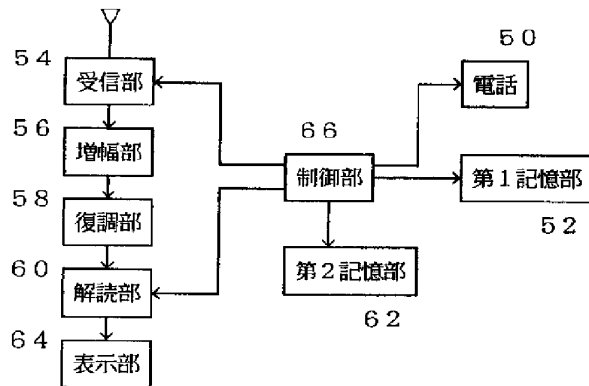 ５０
５４
受信部
電話
５６
６６
増幅部
制御部
第１記憶部
５８
５２
復調部
６０
第２記憶部
解読部
６２
６４
表示部